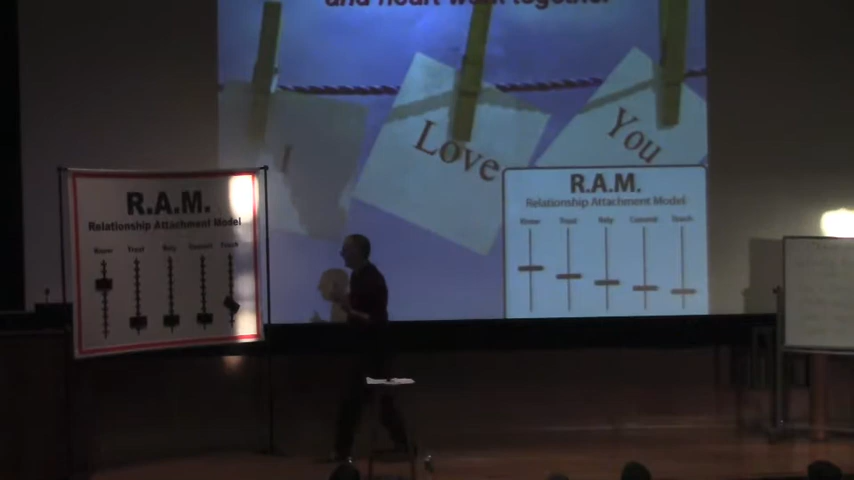 and heart work together
I
Love
You
R.A.M.
Relationship Attachment Model
Know Trust Rely Commit Touch
R.A.M.
Relationship Attachment Model
Know Trust Rely Commit Touch